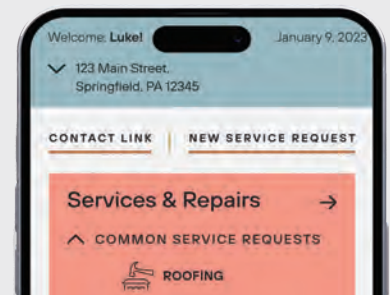 Welcome: Luke!
January 9, 2023
123 Main Street,
Springfield, PA 12345
CONTACT LINK
NEW SERVICE REQUEST
Services & Repairs
COMMON SERVICE REQUESTS
ROOFING